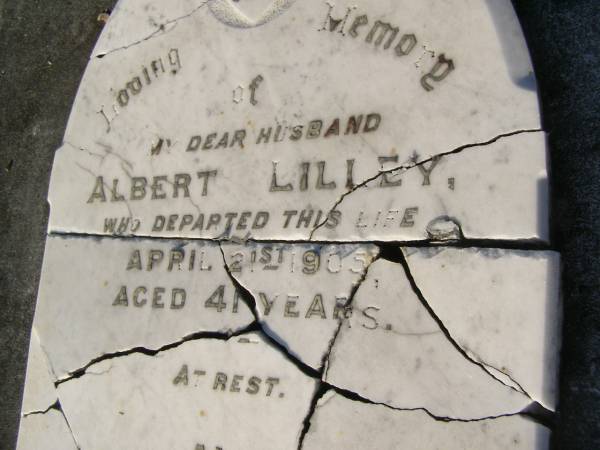 In Loving Memory
of
MY DEAR HUSBAND
ALBERT LILLEY,
WHO DEPARTED THIS LIFE
APRIL 21ST 1905,
AGED 41 YEARS.
AT REST.